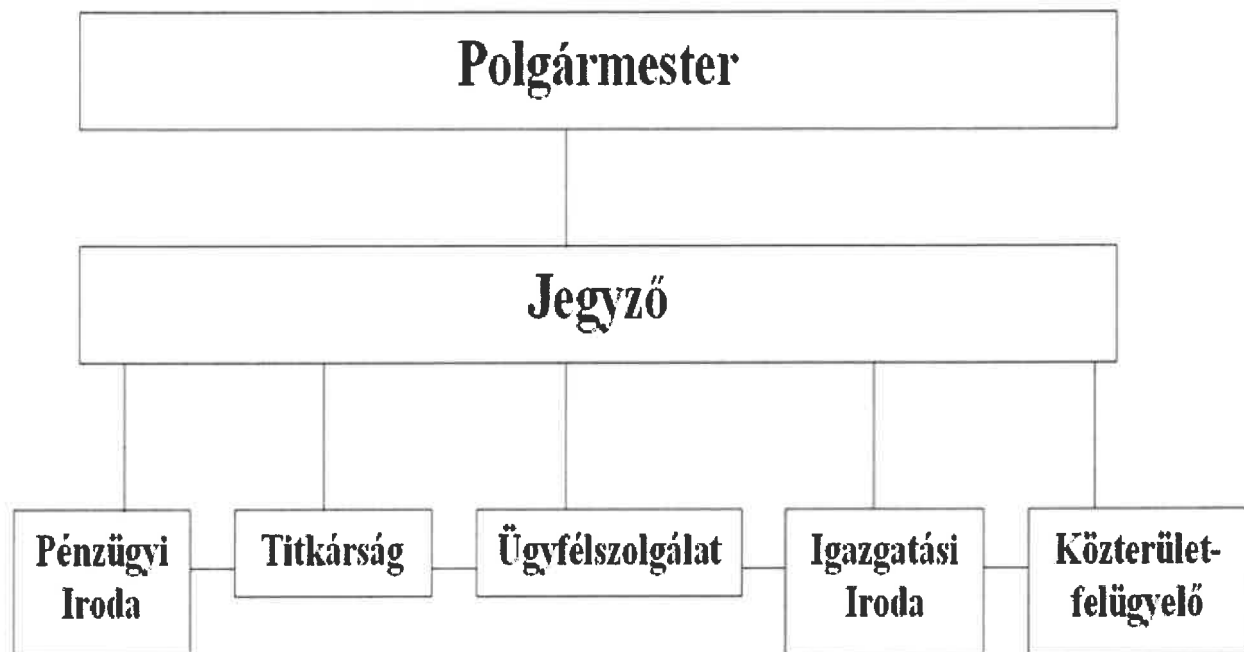 Polgármester
Jegyző
Pénzügyi
Iroda
Titkárság
Ügyfélszolgálat
Igazgatási
Iroda
Közterület-
felügyelő